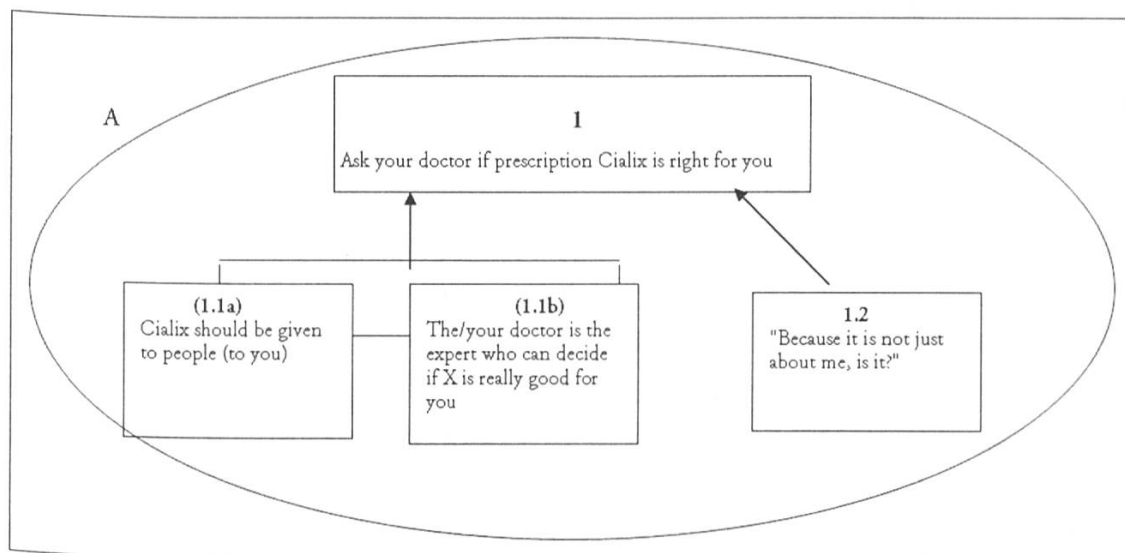 A
1
Ask your doctor if prescription Cialix is right for you
(1.1a)
Cialix should be given
to people (to you)
(1.1b)
The/your doctor is the
expert who can decide
if X is really good for
you
1.2
"Because it is not just
about me, is it?"